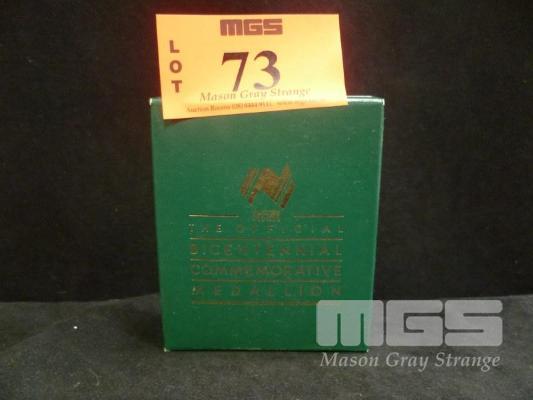 MGS
LOT
73
Mason Gray Strange
THE OFFICIAL
BICENTENNIAL
COMMEMORATIVE
MEDALLION
MGS
Mason Gray Strange